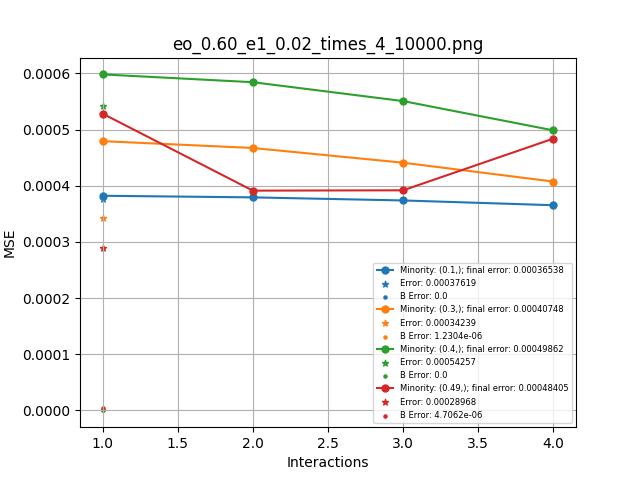 eo_0.60_e1_0.02_times_4_10000.png
MSE
0.0006
0.0005
0.0004
0.0003
0.0002
0.0001
0.0000
Minority: (0.1,); final error: 0.00036538
Error: 0.00037619
B Error: 0.0
Minority: (0.3,); final error: 0.00040748
Error: 0.00034239
B Error: 1.2304e-06
Minority: (0.4,); final error: 0.00049862
Error: 0.00054257
B Error: 0.0
Minority: (0.49,); final error: 0.00048405
Error: 0.00028968
B Error: 4.7062e-06
1.0 1.5 2.0 2.5 3.0 3.5 4.0
Interactions